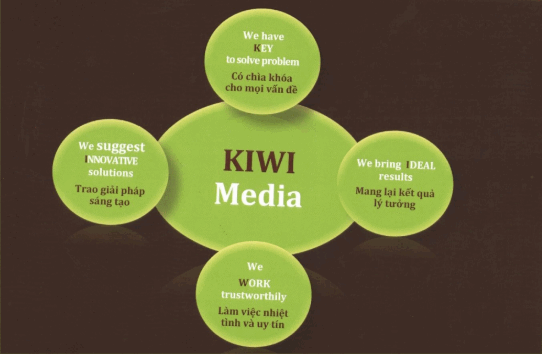 We have
KEY
to solve problem
Có chìa khóa
cho mọi vấn đề
We suggest
INNOVATIVE
solutions
Trao giải pháp
sáng tạo
KIWI
Media
We bring IDEAL
results
Mang lại kết quả
lý tưởng
We
WORK
trustworthily
Làm việc nhiệt
tình và uy tín